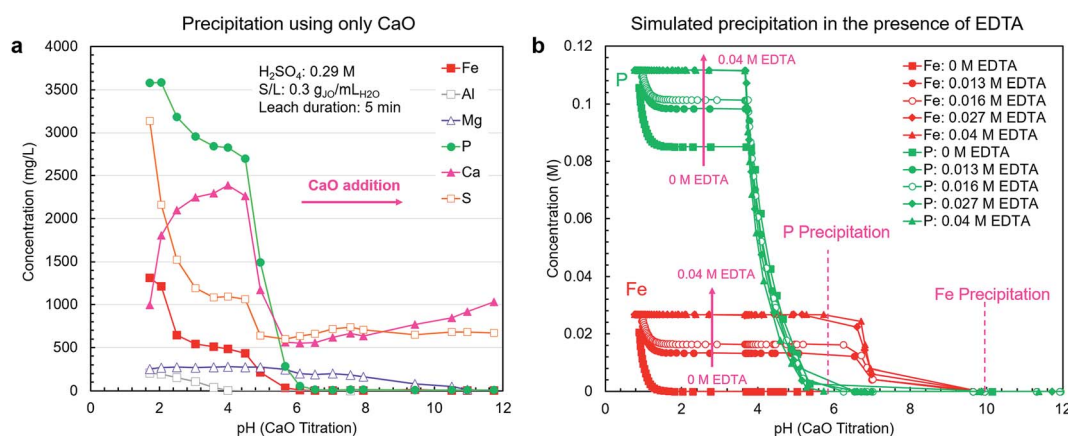 Precipitation using only CaO
a
Concentration (mg/L)
4000
3500
3000
2500
2000
1500
1000
500
0
0 2 4 6 8 10 12
pH (CaO Titration)
H₂SO₄: 0.29 M
S/L: 0.3 g_JO/mL_H2O
Leach duration: 5 min
Fe
Al
Mg
P
Ca
S
CaO addition
Simulated precipitation in the presence of EDTA
b
Concentration (M)
0.12
0.1
0.08
0.06
0.04
0.02
0
0 2 4 6 8 10 12
pH (CaO Titration)
P
0.04 M EDTA
0 M EDTA
Fe
0.04 M EDTA
0 M EDTA
P Precipitation
Fe Precipitation
Fe: 0 M EDTA
Fe: 0.013 M EDTA
Fe: 0.016 M EDTA
Fe: 0.027 M EDTA
Fe: 0.04 M EDTA
P: 0 M EDTA
P: 0.013 M EDTA
P: 0.016 M EDTA
P: 0.027 M EDTA
P: 0.04 M EDTA